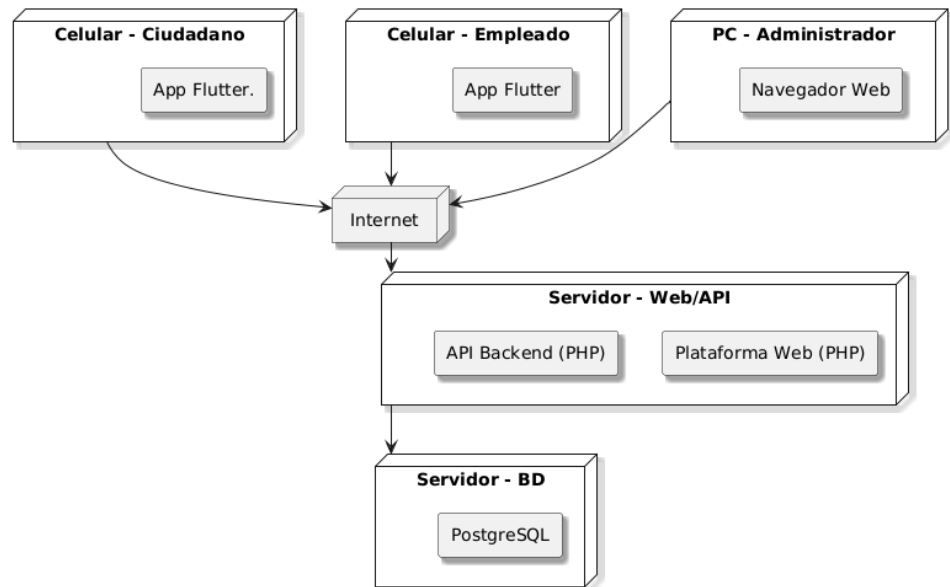 Celular - Ciudadano
App Flutter.
Celular - Empleado
App Flutter
PC - Administrador
Navegador Web
Internet
Servidor - Web/API
API Backend (PHP)
Plataforma Web (PHP)
Servidor - BD
PostgreSQL